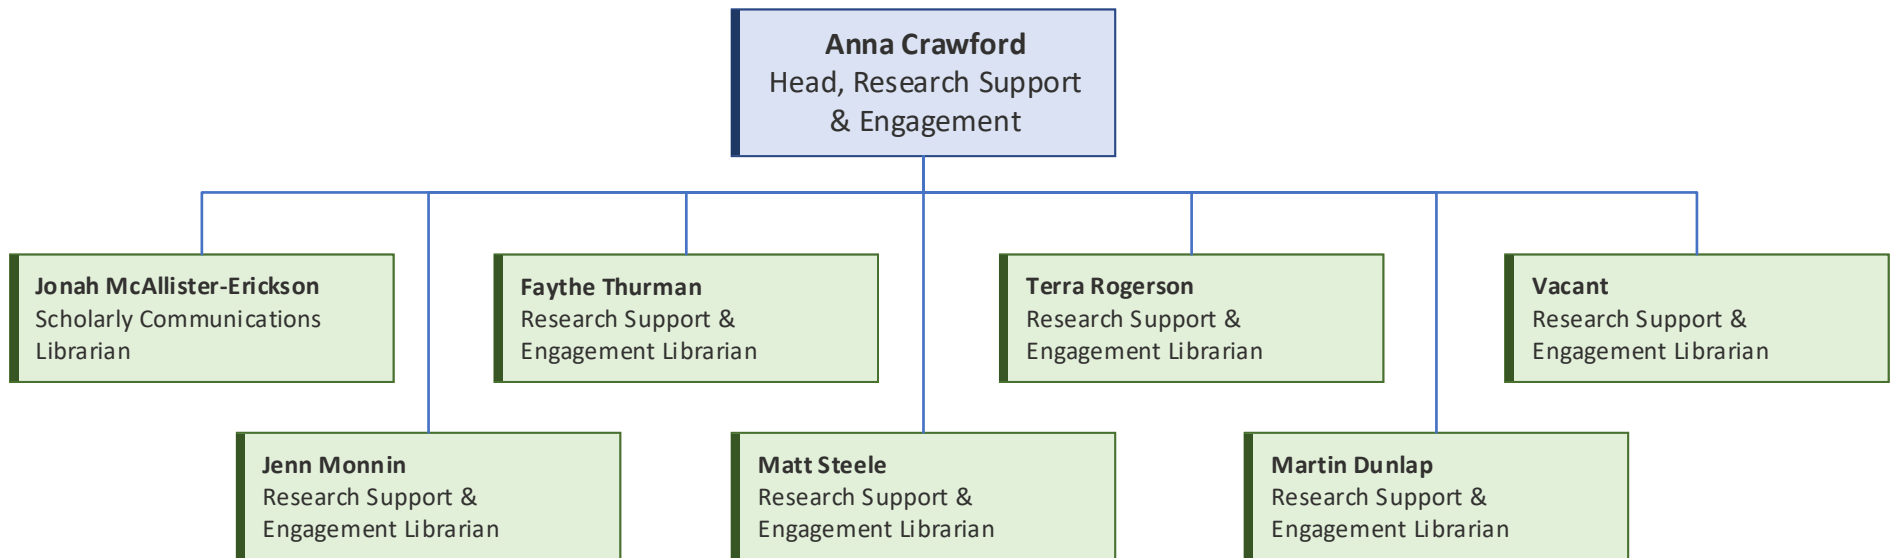 Anna Crawford
Head, Research Support
& Engagement
Jonah McAllister-Erickson
Scholarly Communications
Librarian
Faythe Thurman
Research Support &
Engagement Librarian
Terra Rogerson
Research Support &
Engagement Librarian
Vacant
Research Support &
Engagement Librarian
Jenn Monnin
Research Support &
Engagement Librarian
Matt Steele
Research Support &
Engagement Librarian
Martin Dunlap
Research Support &
Engagement Librarian